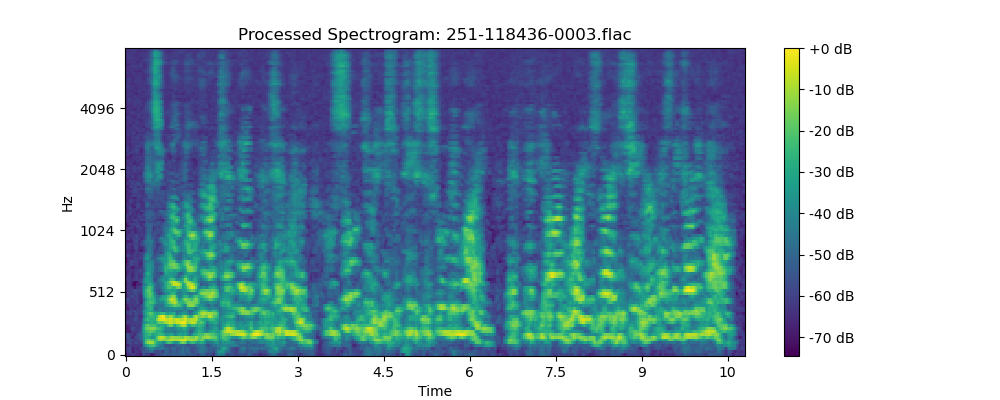 Processed Spectrogram: 251-118436-0003.flac
Hz
4096
2048
1024
512
0
0 1.5 3 4.5 6 7.5 9 10
Time
+0 dB
-10 dB
-20 dB
-30 dB
-40 dB
-50 dB
-60 dB
-70 dB